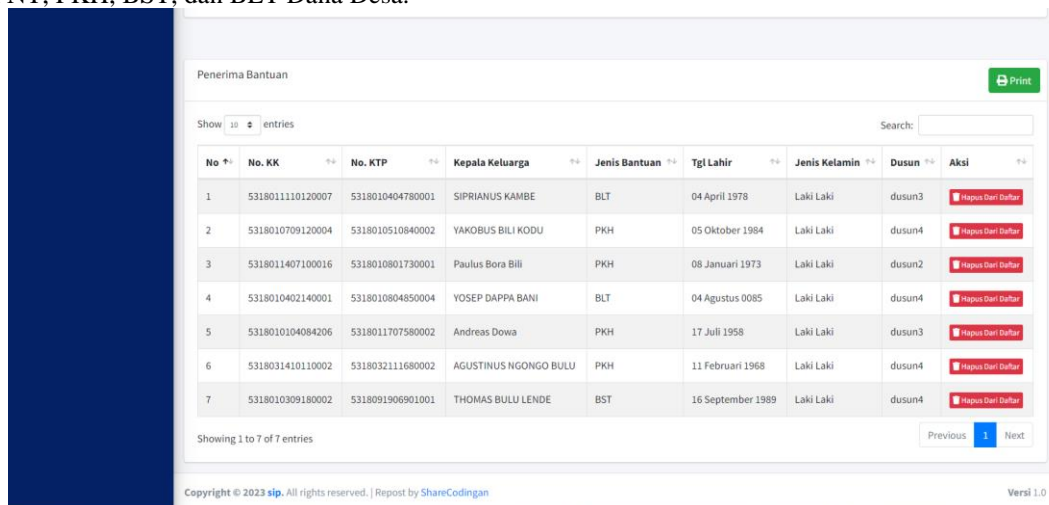 NT, PKH, BST, dan BLT Dana Desa.
Penerima Bantuan
Print
Show 10 entries
Search:
No No. KK No. KTP Kepala Keluarga Jenis Bantuan Tgl Lahir Jenis Kelamin Dusun Aksi
1 5318011110120007 5318010404780001 SIPRIANUS KAMBE BLT 04 April 1978 Laki Laki dusun3 Hapus Dari Daftar
2 5318010709120004 5318010510840002 YAKOBUS BILI KODU PKH 05 Oktober 1984 Laki Laki dusun4 Hapus Dari Daftar
3 5318011407100016 5318010801730001 Paulus Bora Bili PKH 08 Januari 1973 Laki Laki dusun2 Hapus Dari Daftar
4 5318010402140001 5318010804850004 YOSEP DAPPA BANI BLT 04 Agustus 0085 Laki Laki dusun4 Hapus Dari Daftar
5 5318010104084206 5318011707580002 Andreas Dowa PKH 17 Juli 1958 Laki Laki dusun3 Hapus Dari Daftar
6 5318031410110002 5318032111680002 AGUSTINUS NGONGO BULU PKH 11 Februari 1968 Laki Laki dusun4 Hapus Dari Daftar
7 5318010309180002 5318091906901001 THOMAS BULU LENDE BST 16 September 1989 Laki Laki dusun4 Hapus Dari Daftar
Showing 1 to 7 of 7 entries
Previous 1 Next
Copyright © 2023 sip. All rights reserved. | Repost by ShareCodingan
Versi 1.0